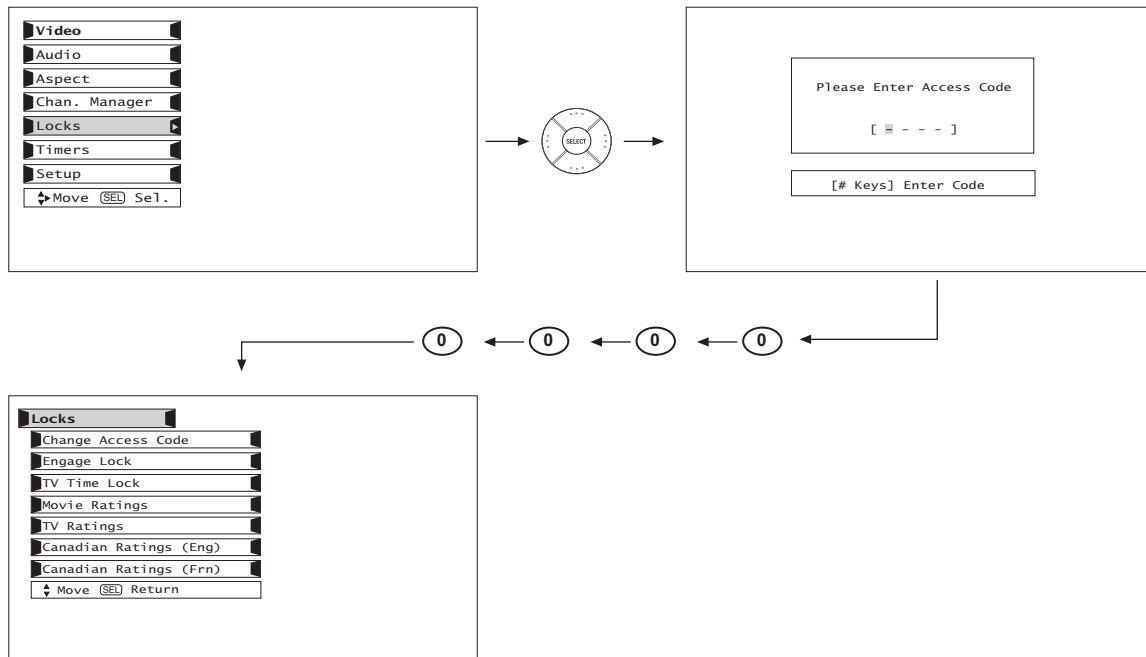 Video
Audio
Aspect
Chan. Manager
Locks
Timers
Setup
Move SEL Sel.
SELECT
Please Enter Access Code
[ - - - - ]
[# Keys] Enter Code
0 0 0 0
Locks
Change Access Code
Engage Lock
TV Time Lock
Movie Ratings
TV Ratings
Canadian Ratings (Eng)
Canadian Ratings (Frn)
Move SEL Return